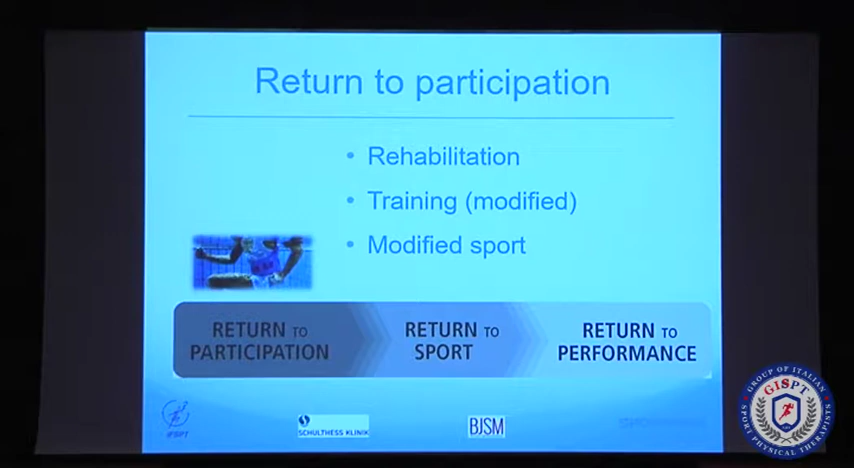 Return to participation
• Rehabilitation
• Training (modified)
• Modified sport
RETURN TO
PARTICIPATION
RETURN TO
SPORT
RETURN TO
PERFORMANCE
IFSPT
SCHULTHESS KLINIK
BJSM
GROUP OF ITALIAN
GISPT
SPORT PHYSICAL THERAPISTS